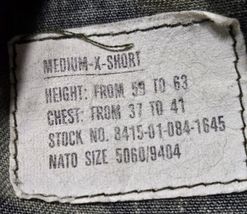 MEDIUM-X-SHORT
HEIGHT: FROM 59 TO 63
CHEST: FROM 37 TO 41
STOCK NO. 8415-01-084-1645
NATO SIZE 5060/9404